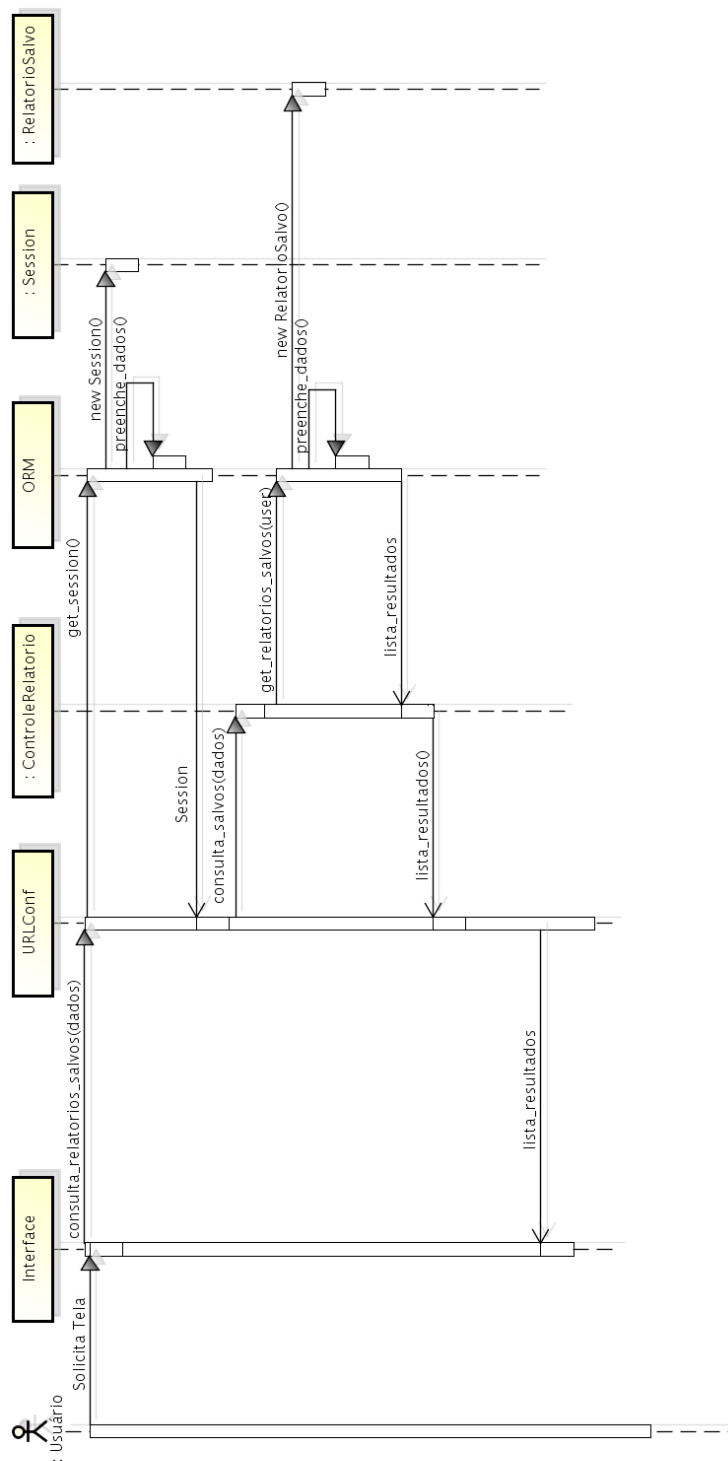 : Usuário
Interface
URLConf
: ControleRelatorio
ORM
: Session
: RelatorioSalvo
Solicita Tela
consulta_relatorios_salvos(dados)
get_session()
new Session()
preenche_dados()
Session
consulta_salvos(dados)
get_relatorios_salvos(user)
new RelatorioSalvo()
preenche_dados()
lista_resultados
lista_resultados()
lista_resultados